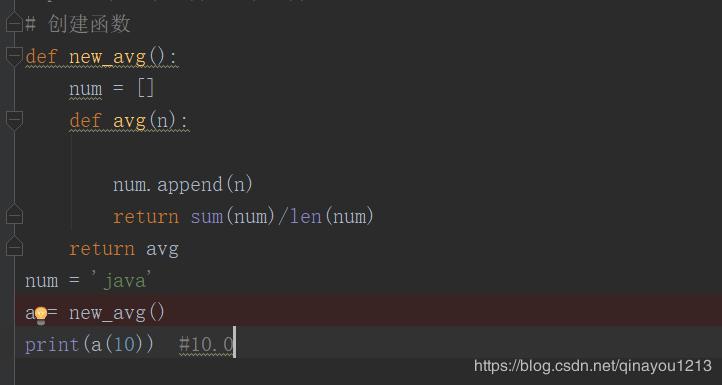 # 创建函数
def new_avg():
    num = []
    def avg(n):
        num.append(n)
        return sum(num)/len(num)
    return avg
num = 'java'
a = new_avg()
print(a(10))  #10.0
https://blog.csdn.net/qinayou1213